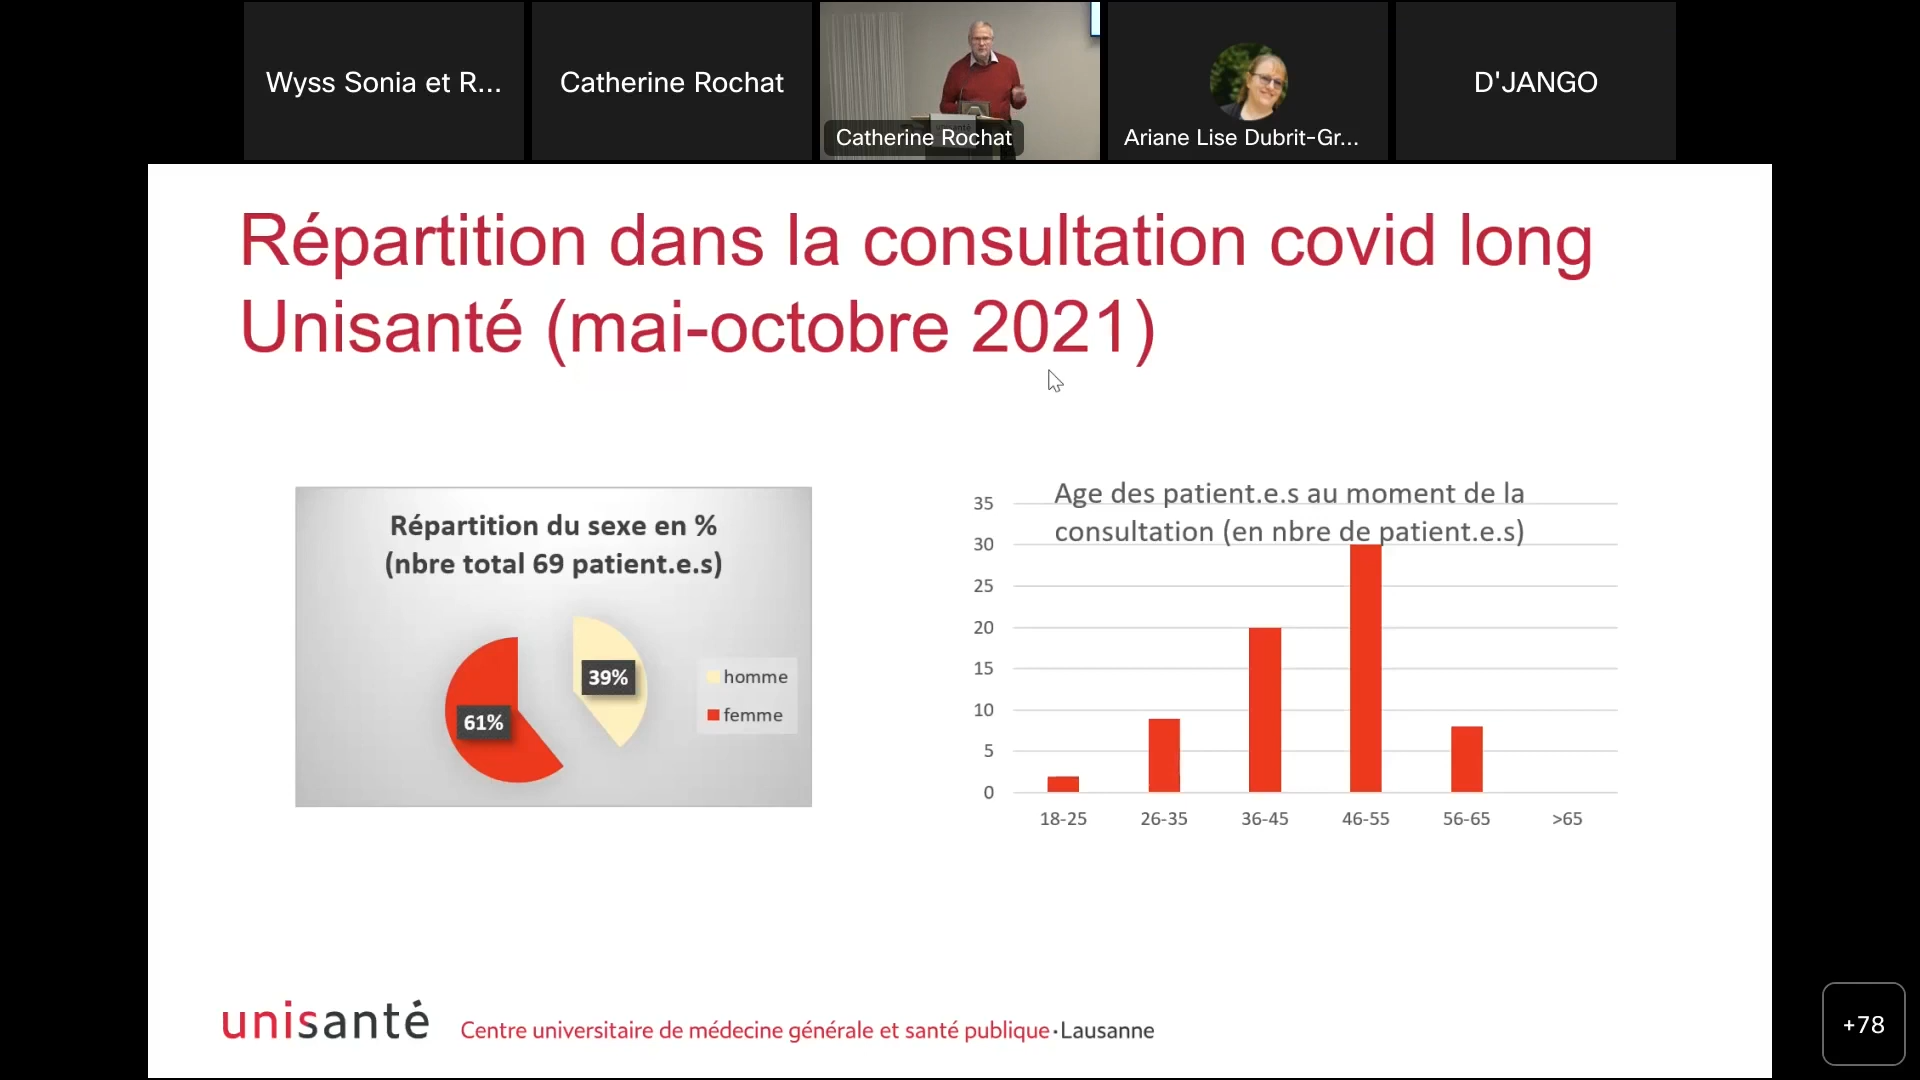 Wyss Sonia et R...
Catherine Rochat
Catherine Rochat
Ariane Lise Dubrit-Gr...
D'JANGO
Répartition dans la consultation covid long
Unisanté (mai-octobre 2021)
Répartition du sexe en %
(nbre total 69 patient.e.s)
39%
61%
homme
femme
Age des patient.e.s au moment de la
consultation (en nbre de patient.e.s)
35
30
25
20
15
10
5
0
18-25
26-35
36-45
46-55
56-65
>65
unisanté
Centre universitaire de médecine générale et santé publique·Lausanne
+78